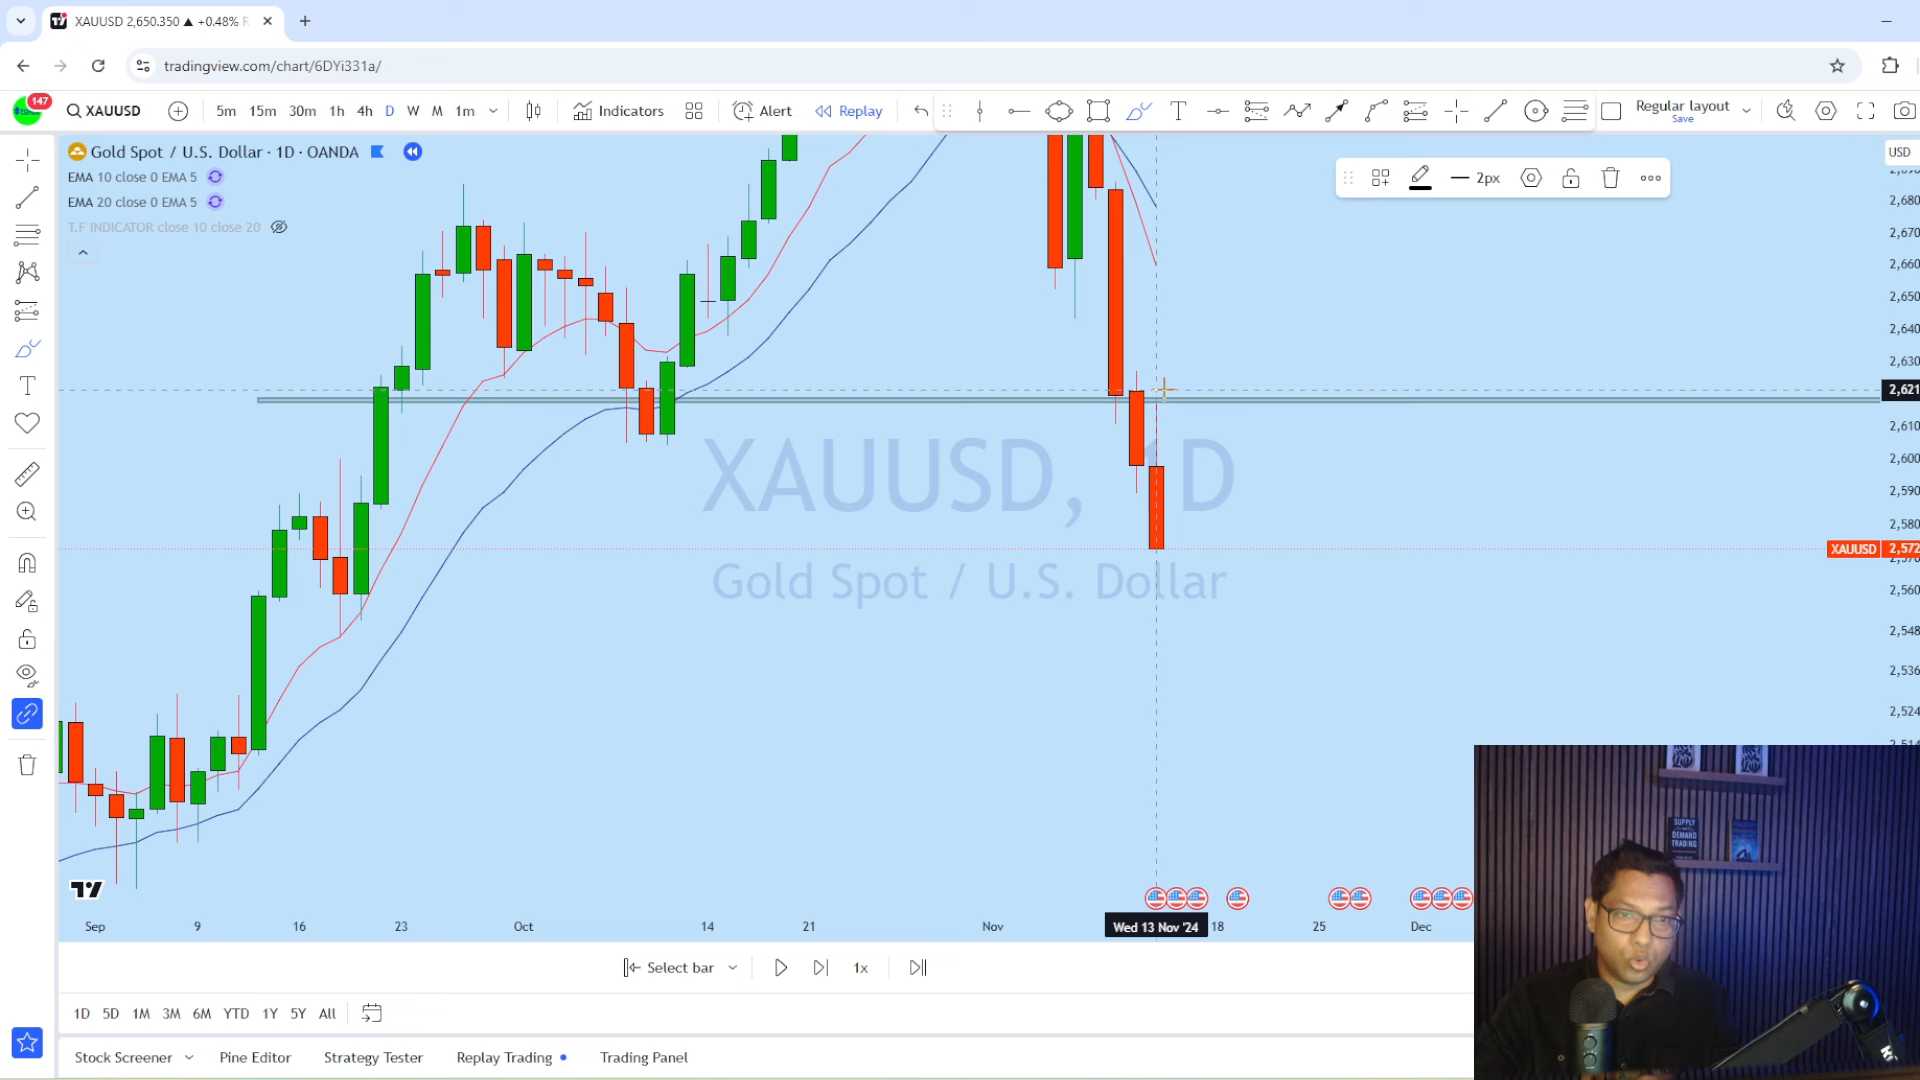 XAUUSD 2,650.350 ▲ +0.48%
tradingview.com/chart/6DYi331a/
147
XAUUSD 5m 15m 30m 1h 4h D W M 1m Indicators Alert Replay Regular layout
Save
Gold Spot / U.S. Dollar · 1D · OANDA
EMA 10 close 0 EMA 5
EMA 20 close 0 EMA 5
T.F INDICATOR close 10 close 20
2px
USD
2,680
2,670
2,660
2,650
2,640
2,630
2,621
2,610
2,600
2,590
2,580
XAUUSD 2,572
2,560
2,548
2,536
2,524
XAUUSD, 1D
Gold Spot / U.S. Dollar
SUPPLY
DEMAND
TRADING
Sep 9 16 23 Oct 14 21 Nov Wed 13 Nov '24 18 25 Dec
Select bar 1x
1D 5D 1M 3M 6M YTD 1Y 5Y All
Stock Screener Pine Editor Strategy Tester Replay Trading Trading Panel